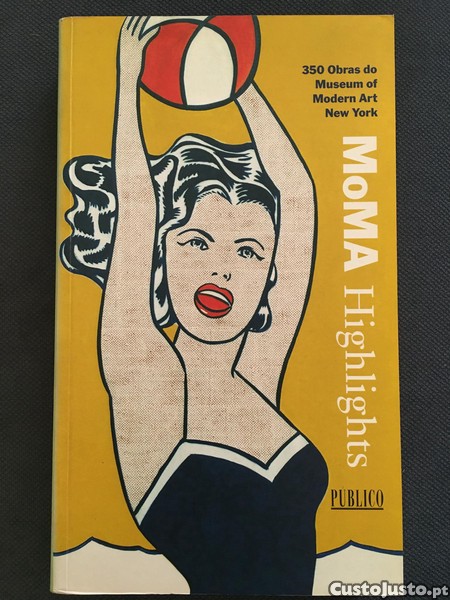 350 Obras do
Museum of
Modern Art
New York
MoMA Highlights
PÚBLICO
CustoJusto.pt